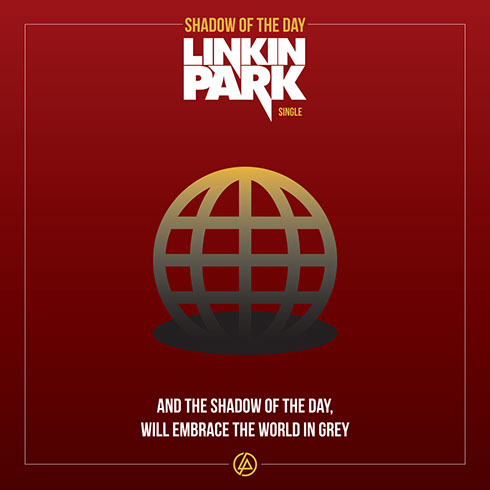 SHADOW OF THE DAY
LINKIN
PARK
SINGLE
AND THE SHADOW OF THE DAY,
WILL EMBRACE THE WORLD IN GREY